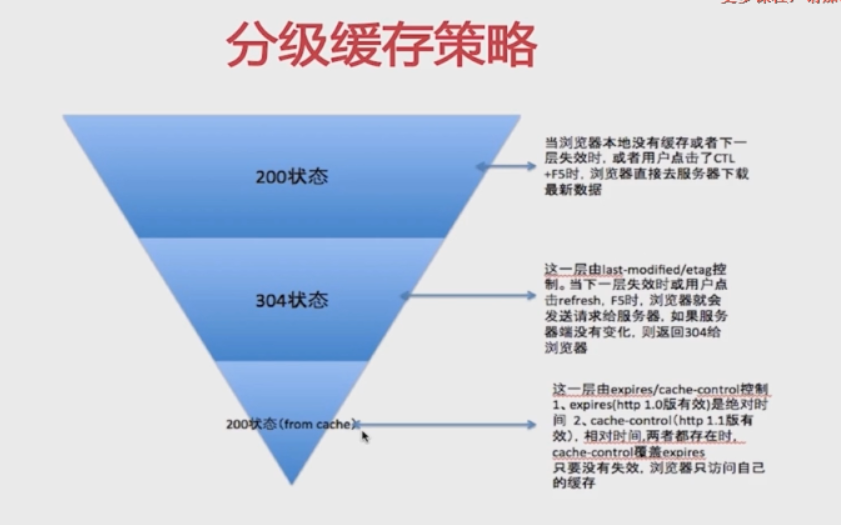 分级缓存策略
200状态
当浏览器本地没有缓存或者下一
层失效时，或者用户点击了CTL
+F5时，浏览器直接去服务器下载
最新数据
304状态
这一层由last-modified/etag控
制。当下一层失效时或用户点
击refresh，F5时，浏览器就会
发送请求给服务器，如果服务
器端没有变化，则返回304给
浏览器
200状态（from cache）
这一层由expires/cache-control控制
1、expires(http 1.0版有效)是绝对时
间 2、cache-control（http 1.1版有
效），相对时间,两者都存在时，
cache-control覆盖expires
只要没有失效，浏览器只访问自己
的缓存